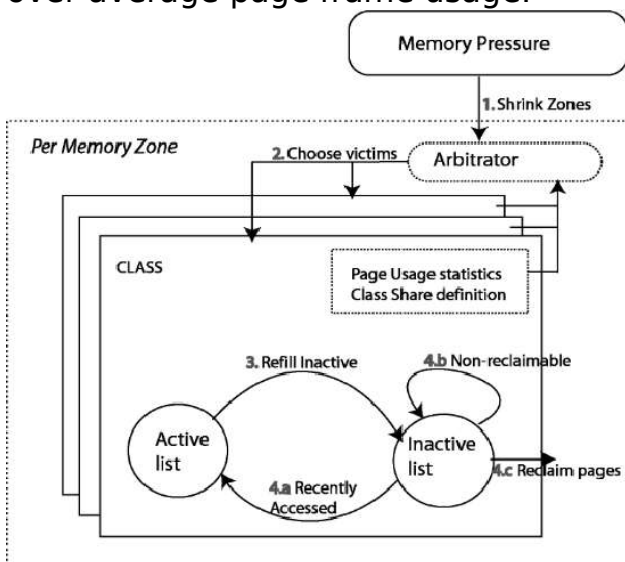 over average page frame usage.
Memory Pressure
1. Shrink Zones
Per Memory Zone
2. Choose victims
Arbitrator
CLASS
Page Usage statistics
Class Share definition
3. Refill Inactive
4.b Non-reclaimable
Active
list
Inactive
list
4.a Recently
Accessed
4.c Reclaim pages